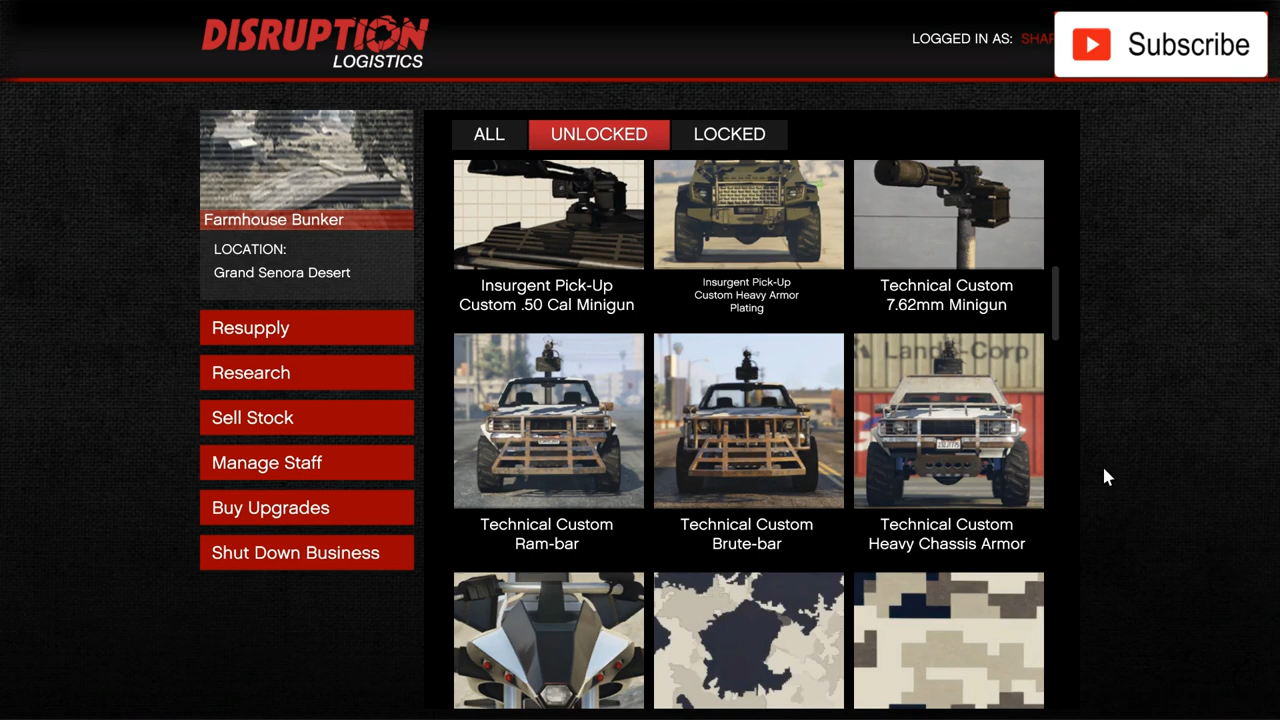 DISRUPTION
LOGISTICS
LOGGED IN AS:
Subscribe
Farmhouse Bunker
LOCATION:
Grand Senora Desert
Resupply
Research
Sell Stock
Manage Staff
Buy Upgrades
Shut Down Business
ALL
UNLOCKED
LOCKED
Insurgent Pick-Up
Custom .50 Cal Minigun
Insurgent Pick-Up
Custom Heavy Armor
Plating
Technical Custom
7.62mm Minigun
Technical Custom
Ram-bar
Technical Custom
Brute-bar
Technical Custom
Heavy Chassis Armor